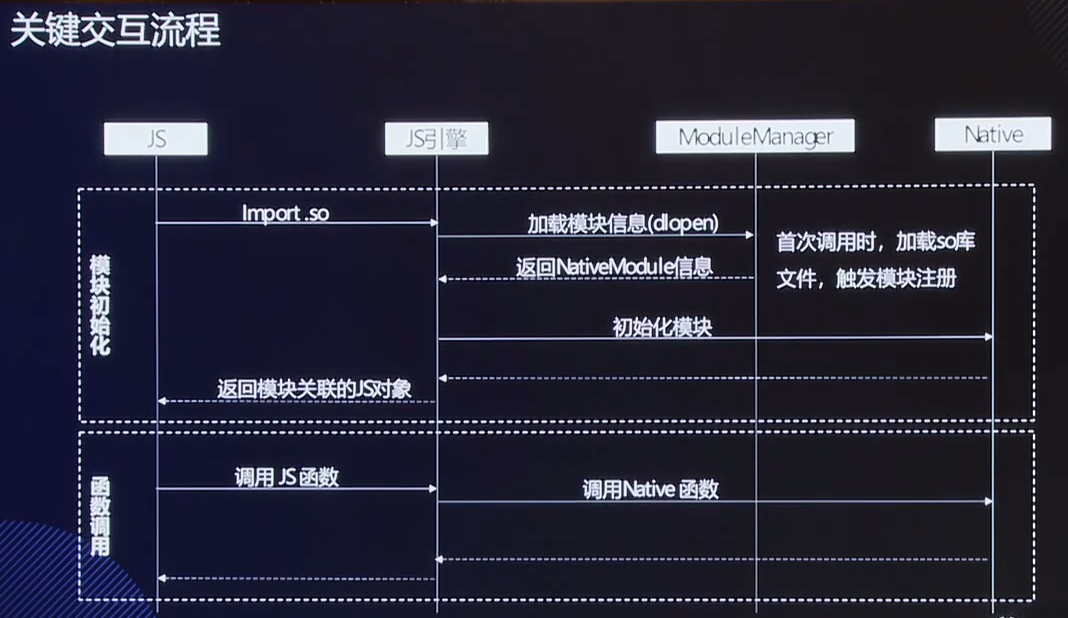 关键交互流程
JS
JS引擎
ModuleManager
Native
模块初始化
Import .so
加载模块信息(dlopen)
首次调用时，加载so库
文件，触发模块注册
返回NativeModule信息
初始化模块
返回模块关联的JS对象
函数调用
调用 JS 函数
调用Native 函数